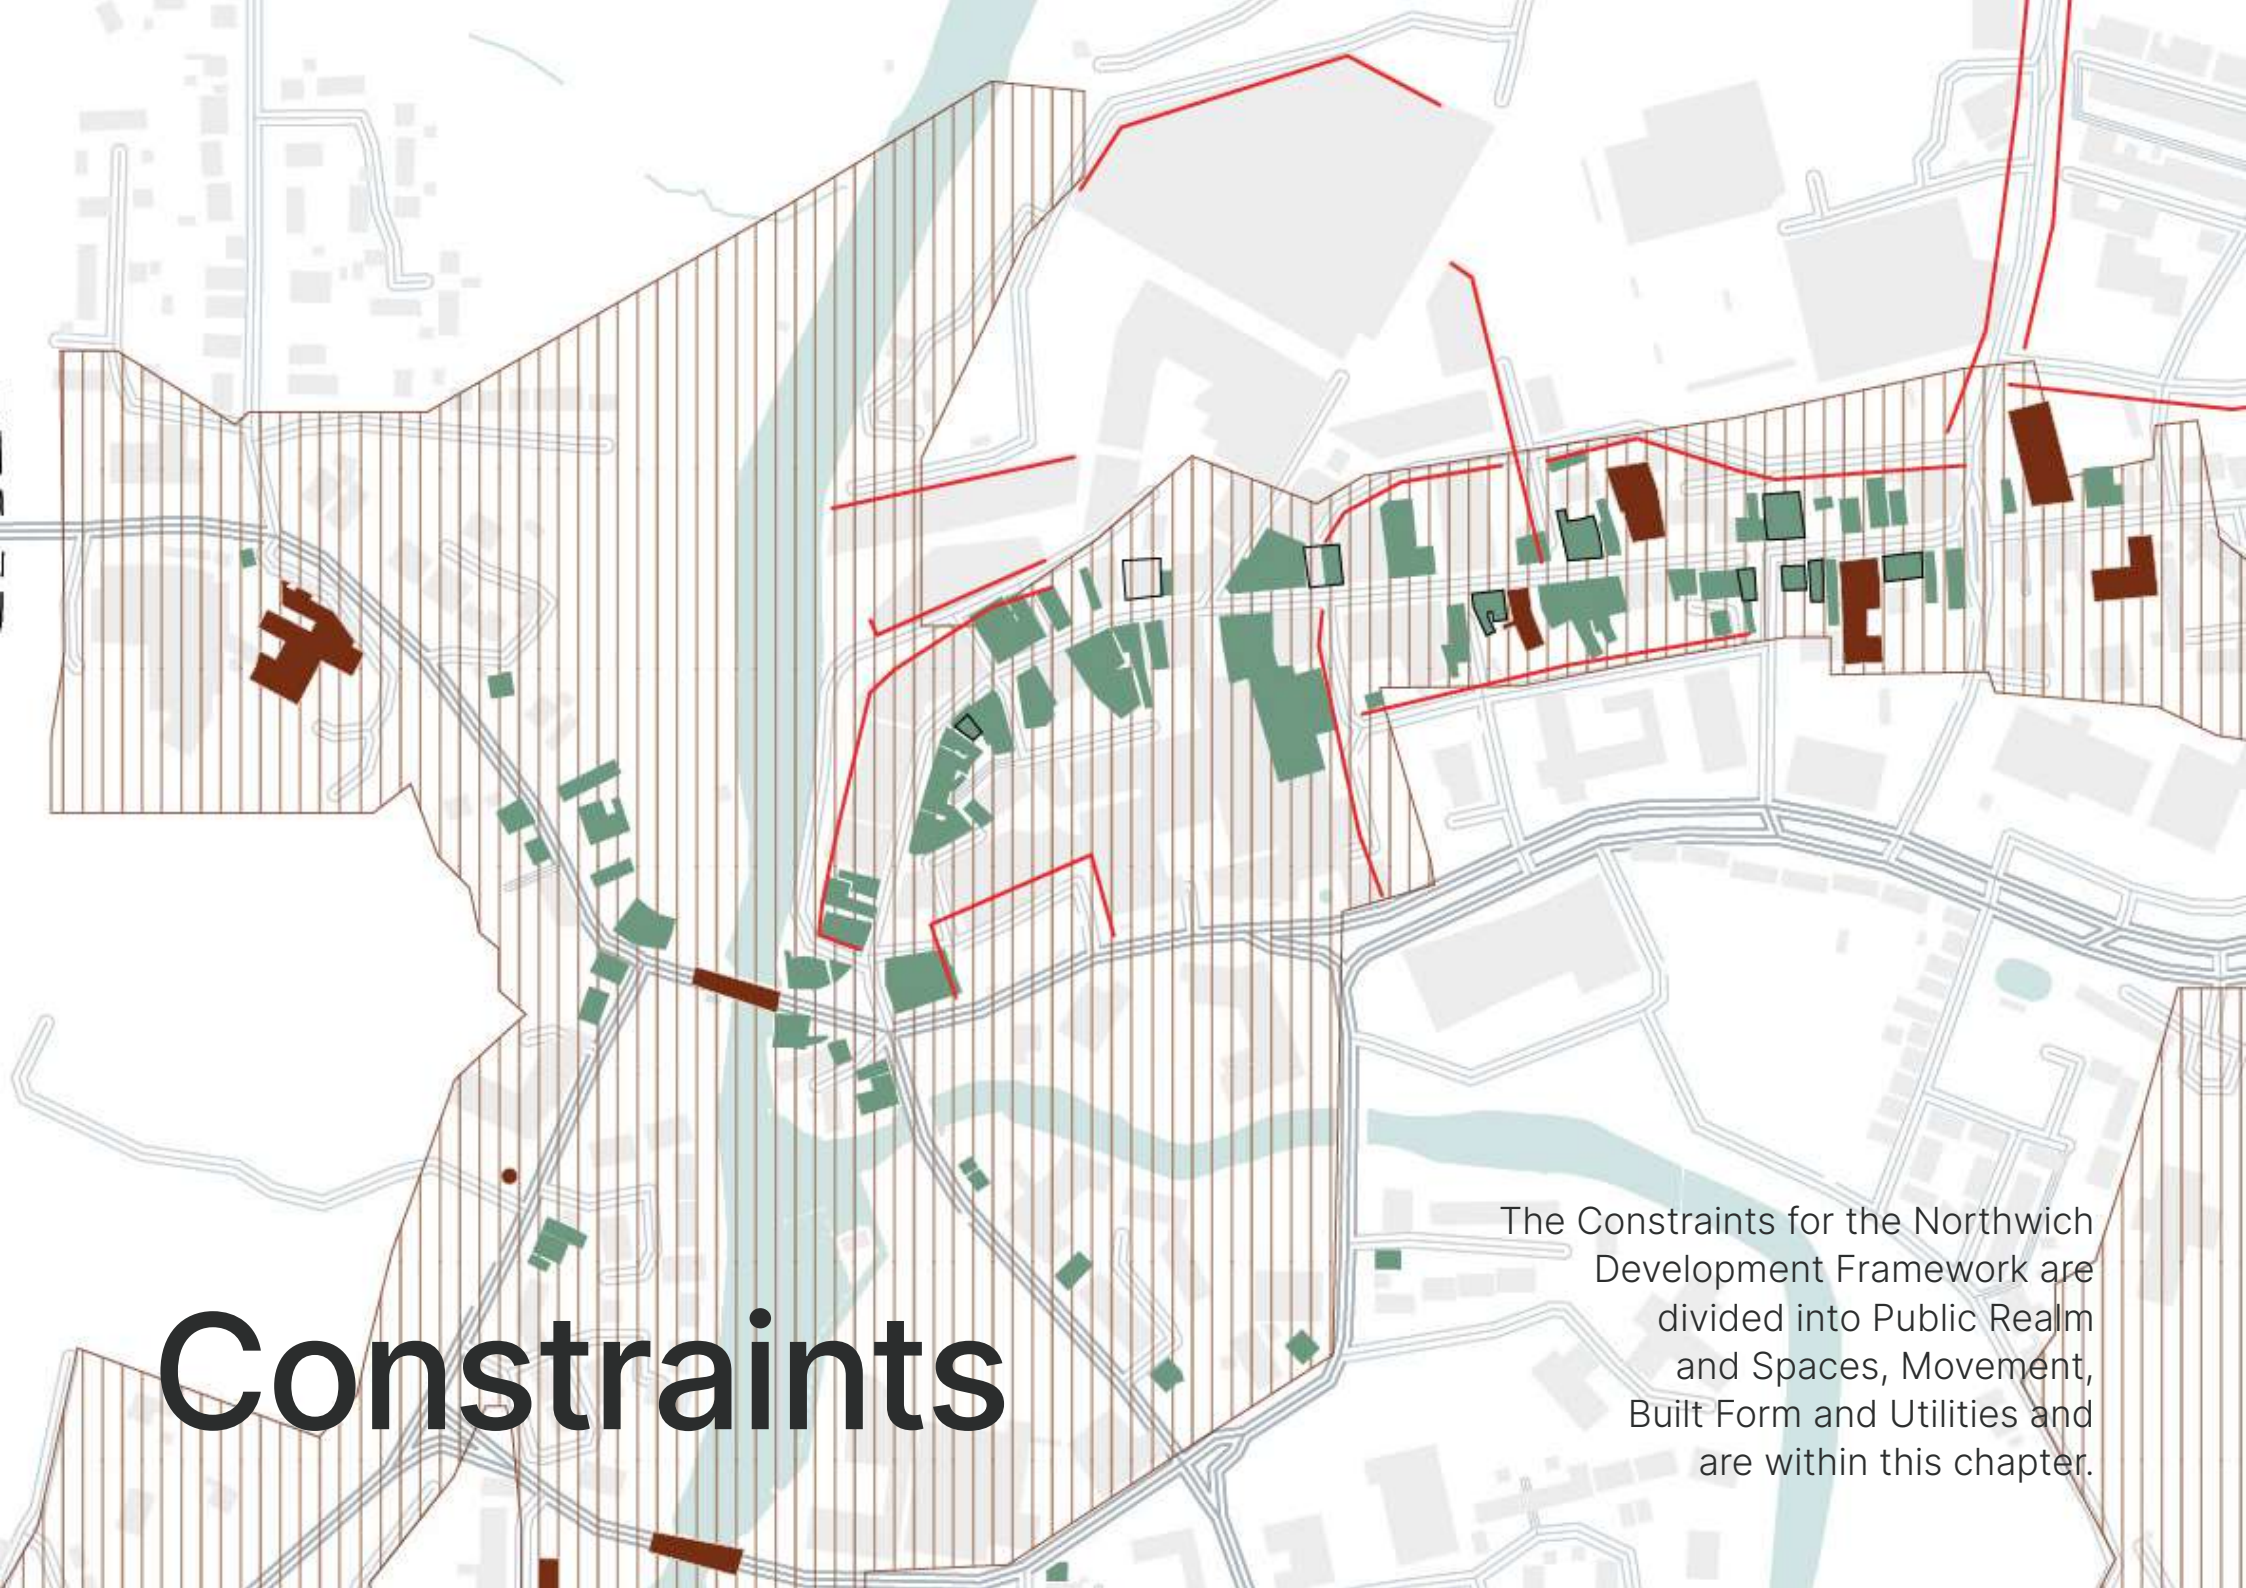 Constraints
The Constraints for the Northwich
Development Framework are
divided into Public Realm
and Spaces, Movement,
Built Form and Utilities and
are within this chapter.